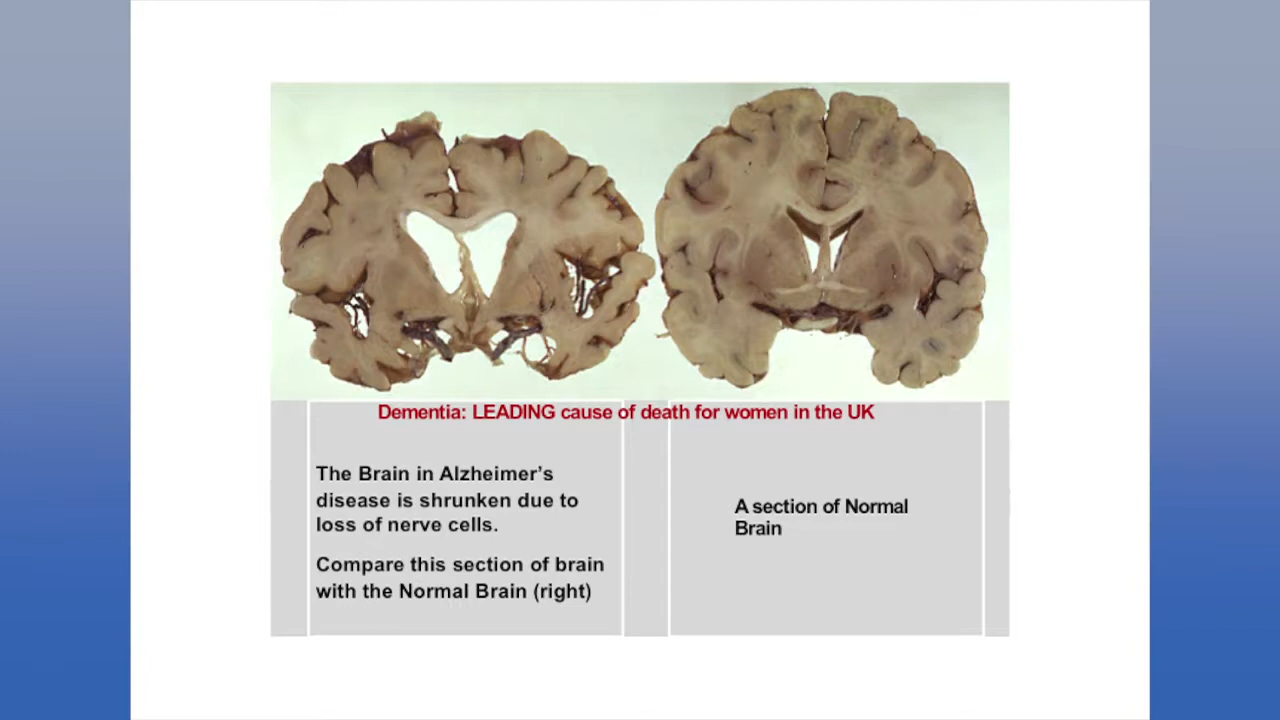 Dementia: LEADING cause of death for women in the UK
The Brain in Alzheimer’s
disease is shrunken due to
loss of nerve cells.
Compare this section of brain
with the Normal Brain (right)
A section of Normal
Brain